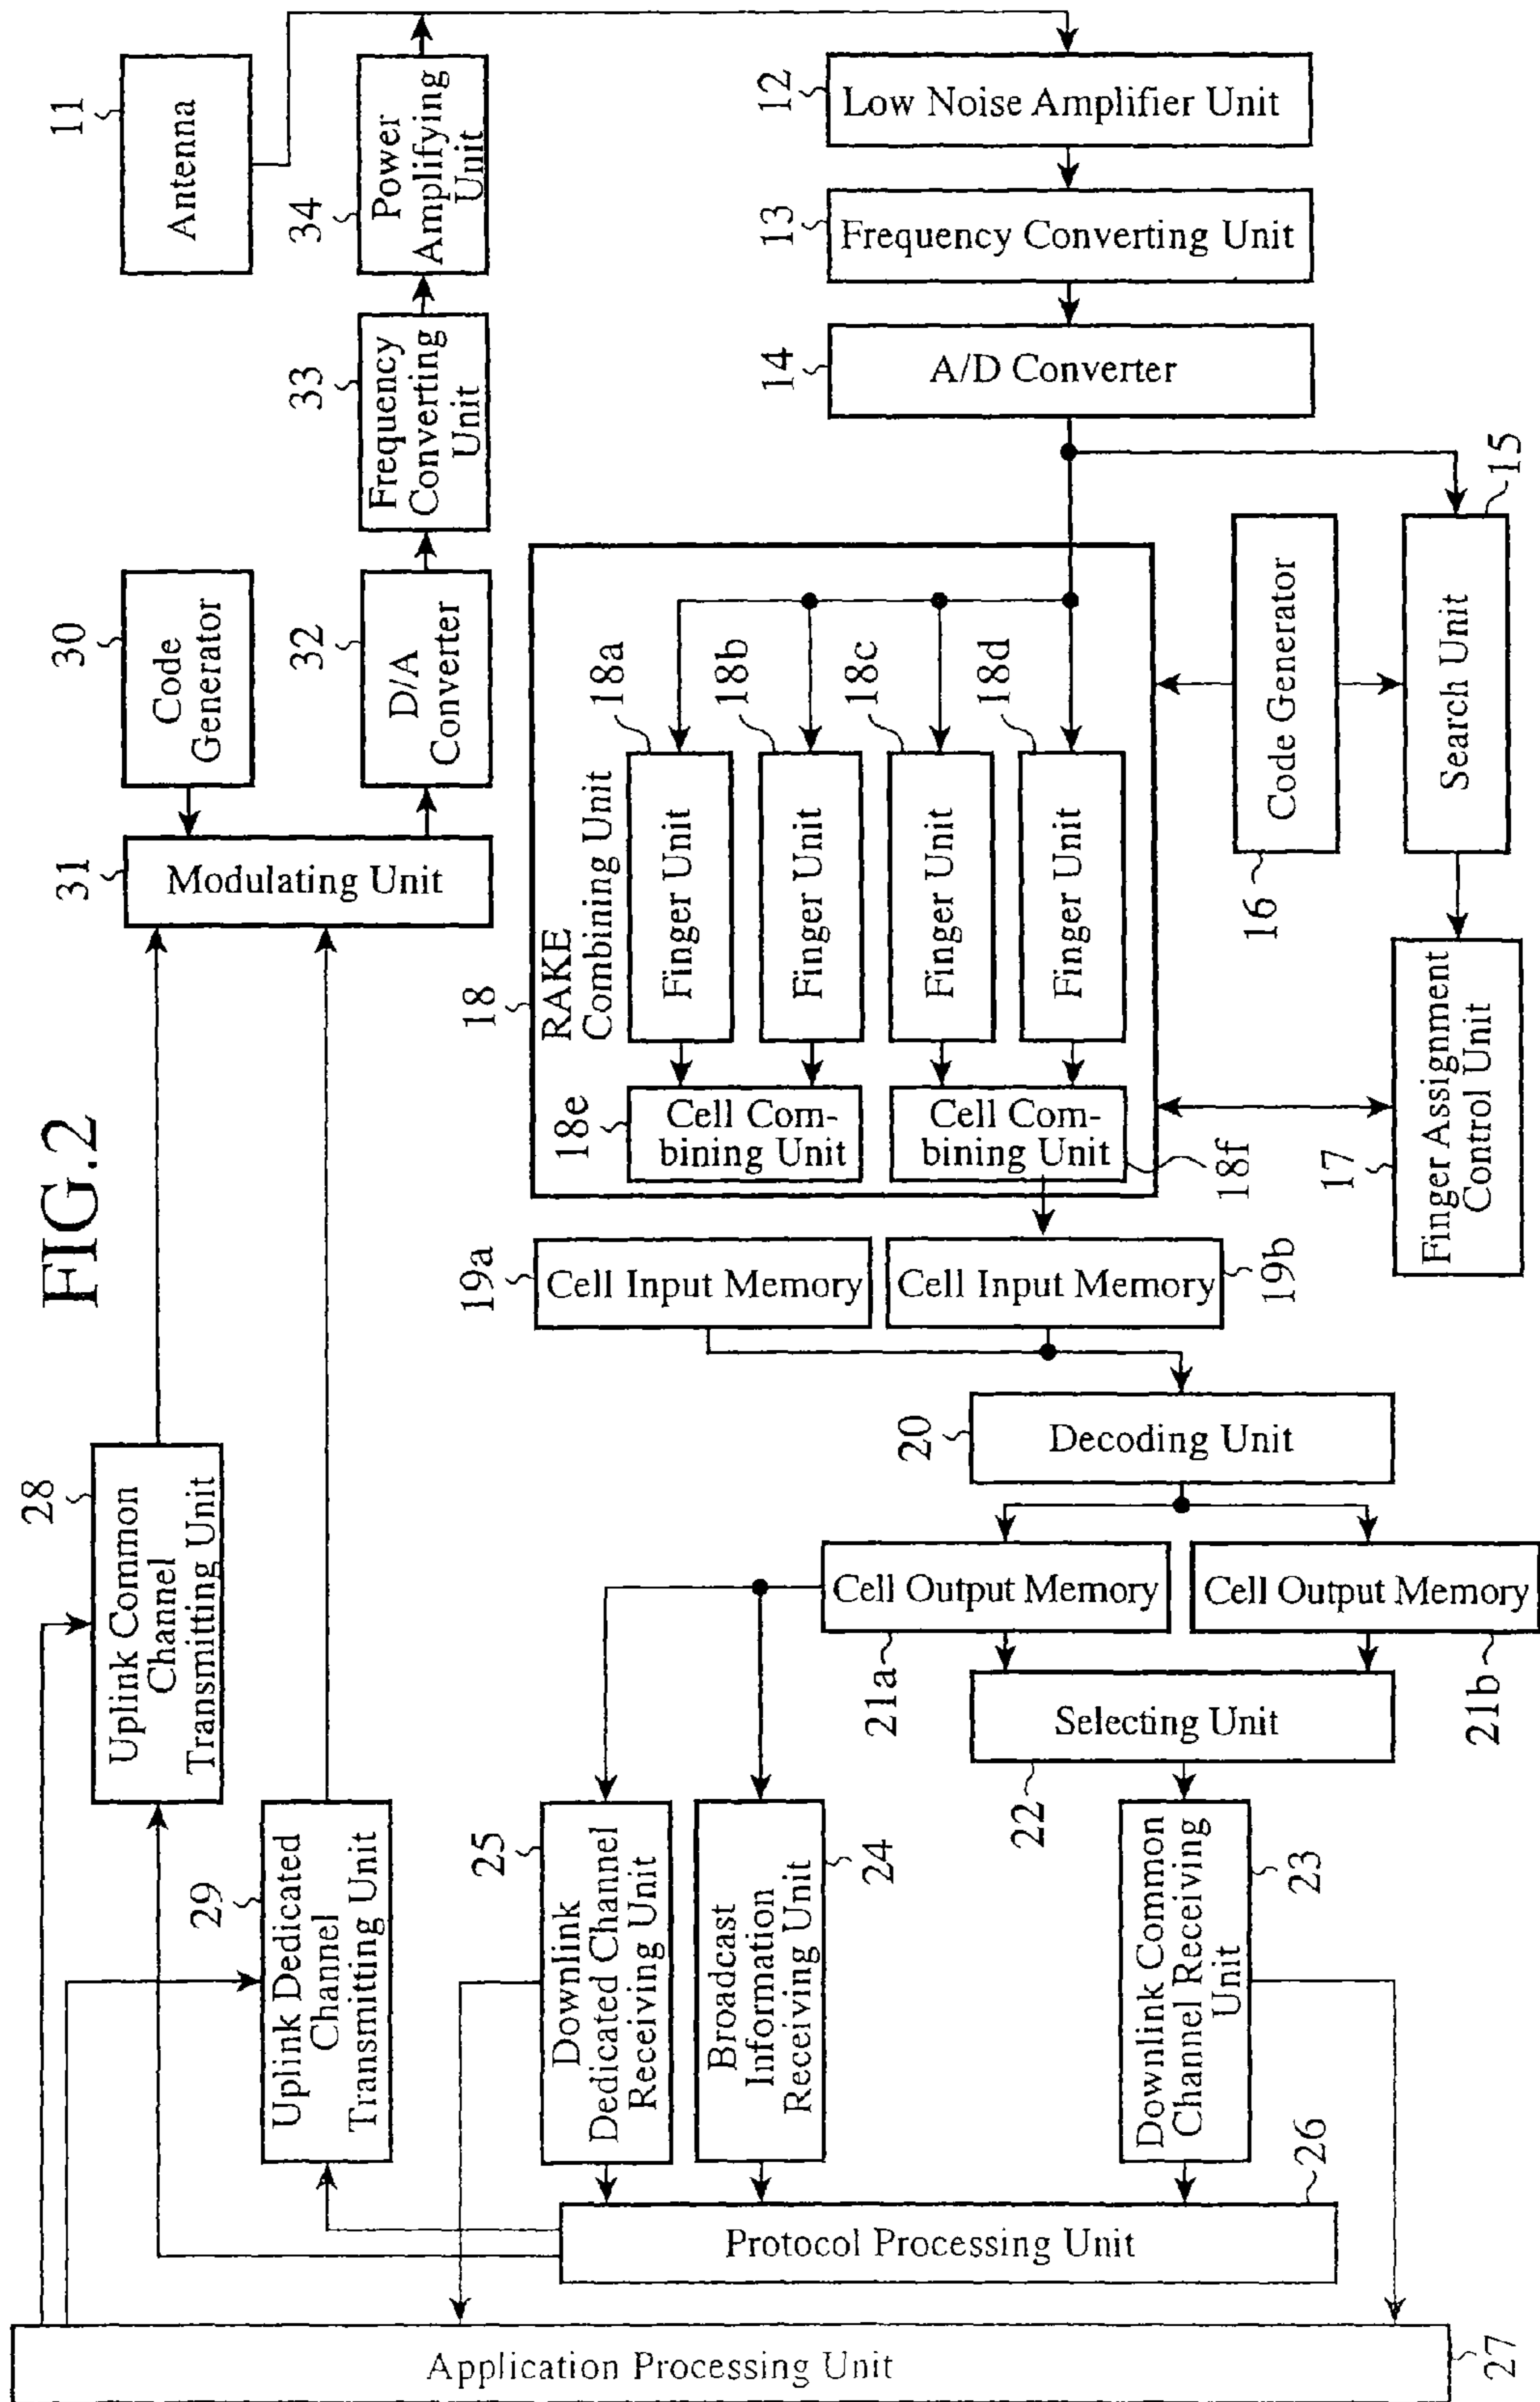 FIG.2
11
Antenna
34
Power
Amplifying
Unit
33
Frequency
Converting
Unit
30
Code
Generator
32
D/A
Converter
31
Modulating Unit
12
Low Noise Amplifier Unit
13
Frequency Converting Unit
14
A/D Converter
15
Search Unit
16
Code Generator
17
Finger Assignment
Control Unit
18
RAKE
Combining Unit
18a
Finger Unit
18b
Finger Unit
18c
Finger Unit
18d
Finger Unit
18e
Cell Com-
bining Unit
Cell Com-
bining Unit
18f
19a
Cell Input Memory
Cell Input Memory
19b
20
Decoding Unit
Cell Output Memory
21a
Cell Output Memory
21b
Selecting Unit
22
28
Uplink Common
Channel
Transmitting Unit
29
Uplink Dedicated
Channel
Transmitting Unit
25
Downlink
Dedicated Channel
Receiving Unit
Broadcast
Information
Receiving Unit
24
Downlink Common
Channel Receiving
Unit
23
26
Protocol Processing Unit
Application Processing Unit
27